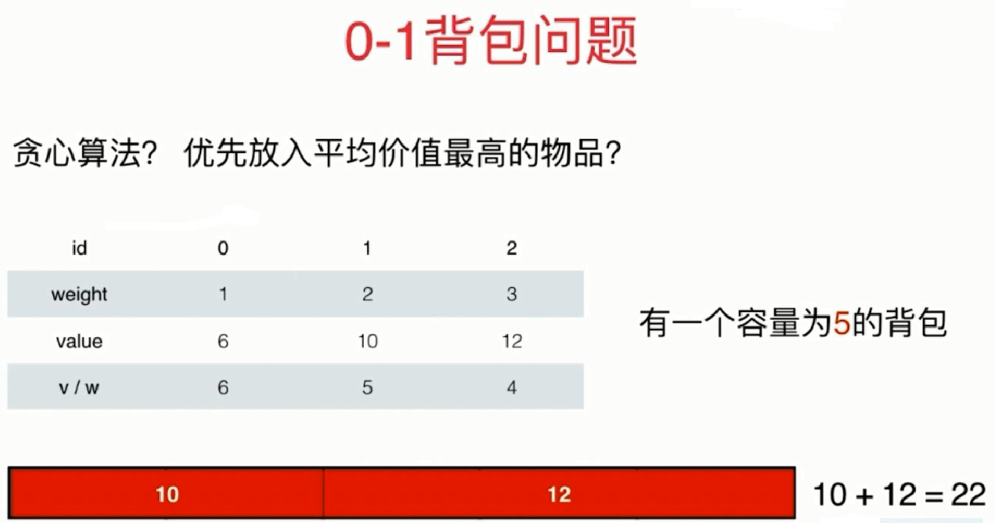 0-1背包问题
贪心算法? 优先放入平均价值最高的物品?
id 0 1 2
weight 1 2 3
value 6 10 12
v / w 6 5 4
有一个容量为5的背包
10 12 10 + 12 = 22